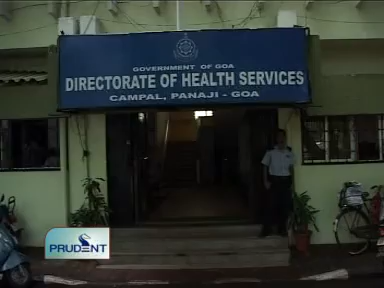 GOVERNMENT OF GOA
DIRECTORATE OF HEALTH SERVICES
CAMPAL, PANAJI - GOA
PRUDENT